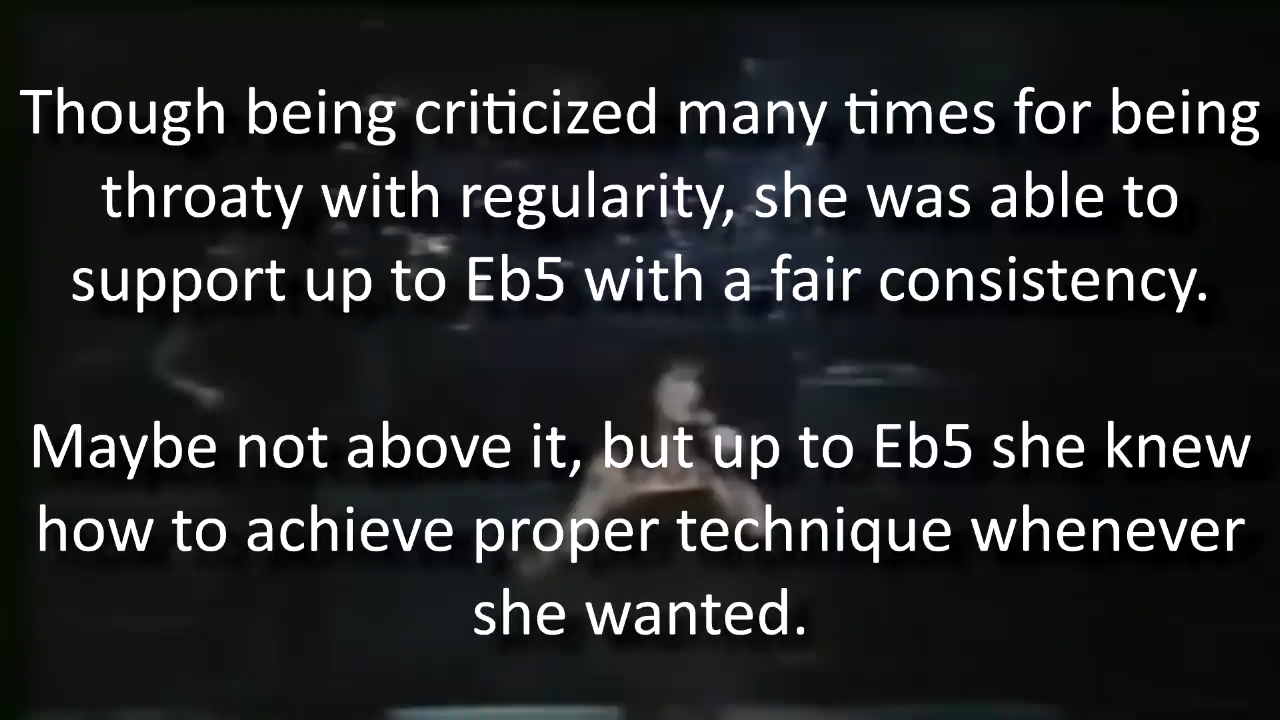 Though being criticized many times for being
throaty with regularity, she was able to
support up to Eb5 with a fair consistency.
Maybe not above it, but up to Eb5 she knew
how to achieve proper technique whenever
she wanted.